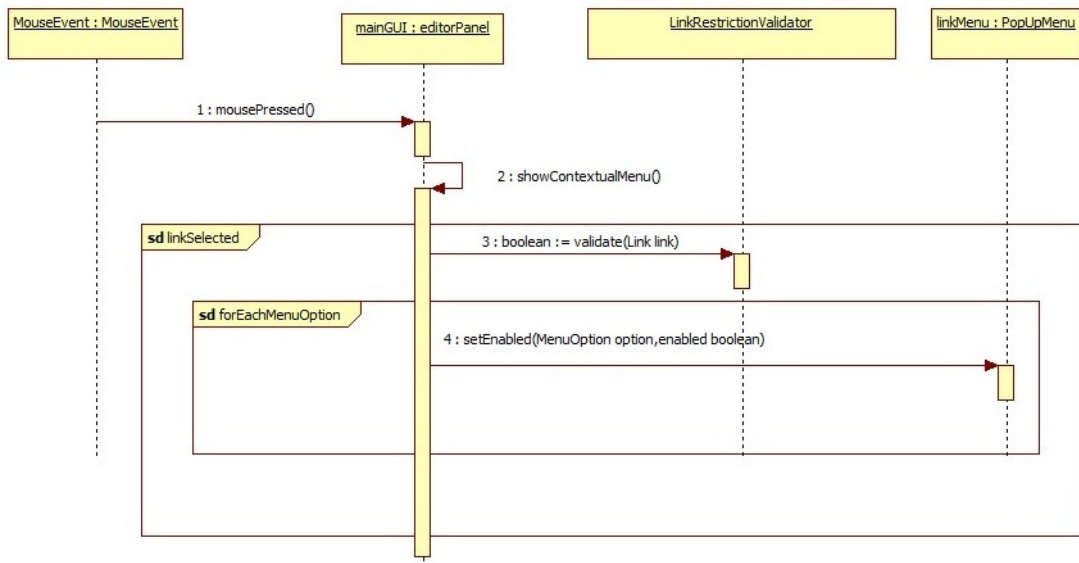 MouseEvent : MouseEvent
mainGUI : editorPanel
LinkRestrictionValidator
linkMenu : PopUpMenu
1 : mousePressed()
2 : showContextualMenu()
sd linkSelected
3 : boolean := validate(Link link)
sd forEachMenuOption
4 : setEnabled(MenuOption option,enabled boolean)